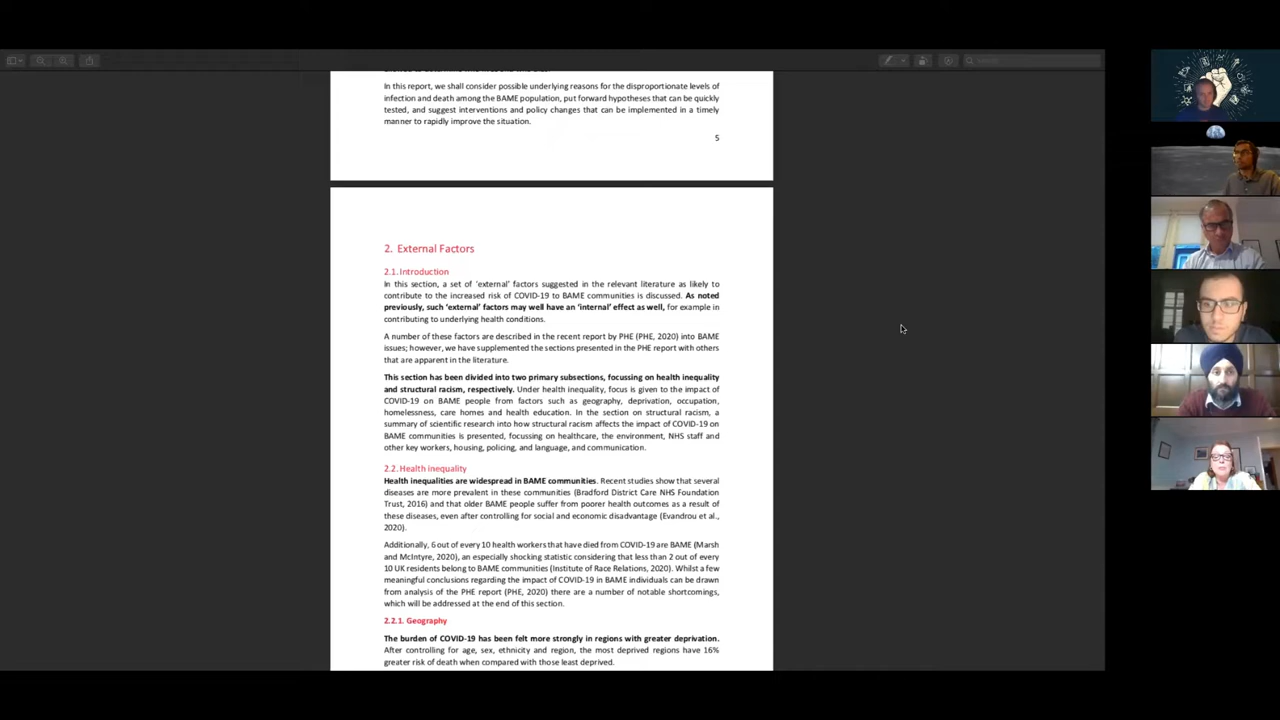 In this report, we shall consider possible underlying reasons for the disproportionate levels of
infection and death among the BAME population, put forward hypotheses that can be quickly
tested, and suggest interventions and policy changes that can be implemented in a timely
manner to rapidly improve the situation.
5
2. External Factors
2.1. Introduction
In this section, a set of ‘external’ factors suggested in the relevant literature as likely to
contribute to the increased risk of COVID-19 to BAME communities is discussed. As noted
previously, such ‘external’ factors may well have an ‘internal’ effect as well, for example in
contributing to underlying health conditions.
A number of these factors are described in the recent report by PHE (PHE, 2020) into BAME
issues; however, we have supplemented the sections presented in the PHE report with others
that are apparent in the literature.
This section has been divided into two primary subsections, focussing on health inequality
and structural racism, respectively. Under health inequality, focus is given to the impact of
COVID-19 on BAME people from factors such as geography, deprivation, occupation,
homelessness, care homes and health education. In the section on structural racism, a
summary of scientific research into how structural racism affects the impact of COVID-19 on
BAME communities is presented, focussing on healthcare, the environment, NHS staff and
other key workers, housing, policing, and language, and communication.
2.2. Health inequality
Health inequalities are widespread in BAME communities. Recent studies show that several
diseases are more prevalent in these communities (Bradford District Care NHS Foundation
Trust, 2016) and that older BAME people suffer from poorer health outcomes as a result of
these diseases, even after controlling for social and economic disadvantage (Evandrou et al.,
2020).
Additionally, 6 out of every 10 health workers that have died from COVID-19 are BAME (Marsh
and McIntyre, 2020), an especially shocking statistic considering that less than 2 out of every
10 UK residents belong to BAME communities (Institute of Race Relations, 2020). Whilst a few
meaningful conclusions regarding the impact of COVID-19 in BAME individuals can be drawn
from analysis of the PHE report (PHE, 2020) there are a number of notable shortcomings,
which will be addressed at the end of this section.
2.2.1. Geography
The burden of COVID-19 has been felt more strongly in regions with greater deprivation.
After controlling for age, sex, ethnicity and region, the most deprived regions have 16%
greater risk of death when compared with those least deprived.